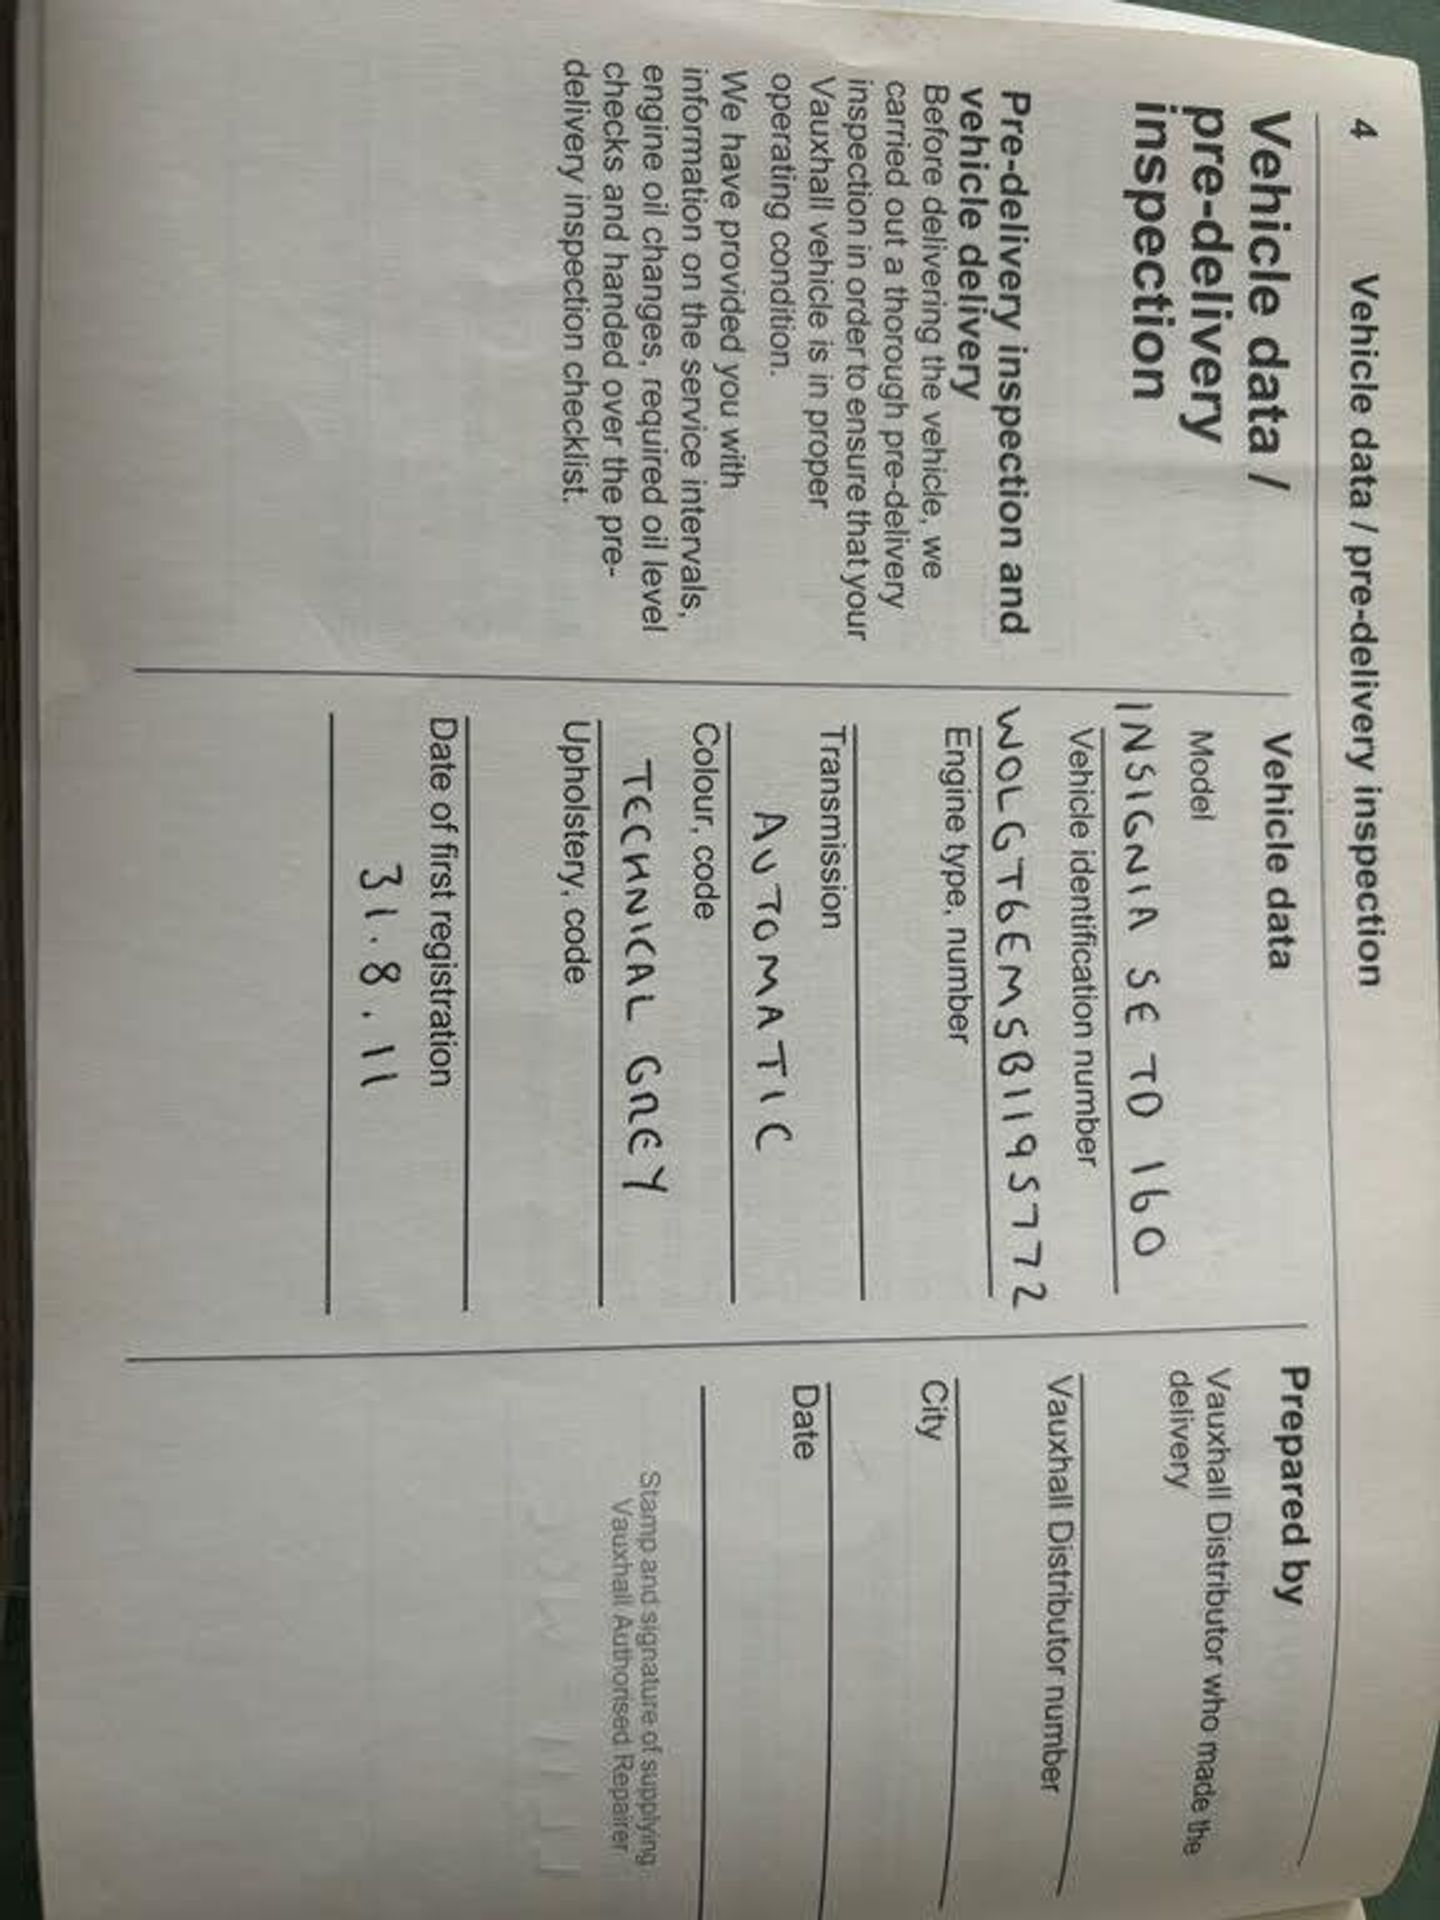 4 Vehicle data / pre-delivery inspection
Vehicle data /
pre-delivery
inspection
Pre-delivery inspection and
vehicle delivery
Before delivering the vehicle, we
carried out a thorough pre-delivery
inspection in order to ensure that your
Vauxhall vehicle is in proper
operating condition.
We have provided you with
information on the service intervals,
engine oil changes, required oil level
checks and handed over the pre-
delivery inspection checklist.
Vehicle data
Model
INSIGNIA SE TD 160
Vehicle identification number
WOLGT6EMSB1195772
Engine type, number
Transmission
AUTOMATIC
Colour, code
TECHNICAL GREY
Upholstery, code
Date of first registration
31.8.11
Prepared by
Vauxhall Distributor who made the
delivery
Vauxhall Distributor number
City
Date
Stamp and signature of supplying
Vauxhall Authorised Repairer